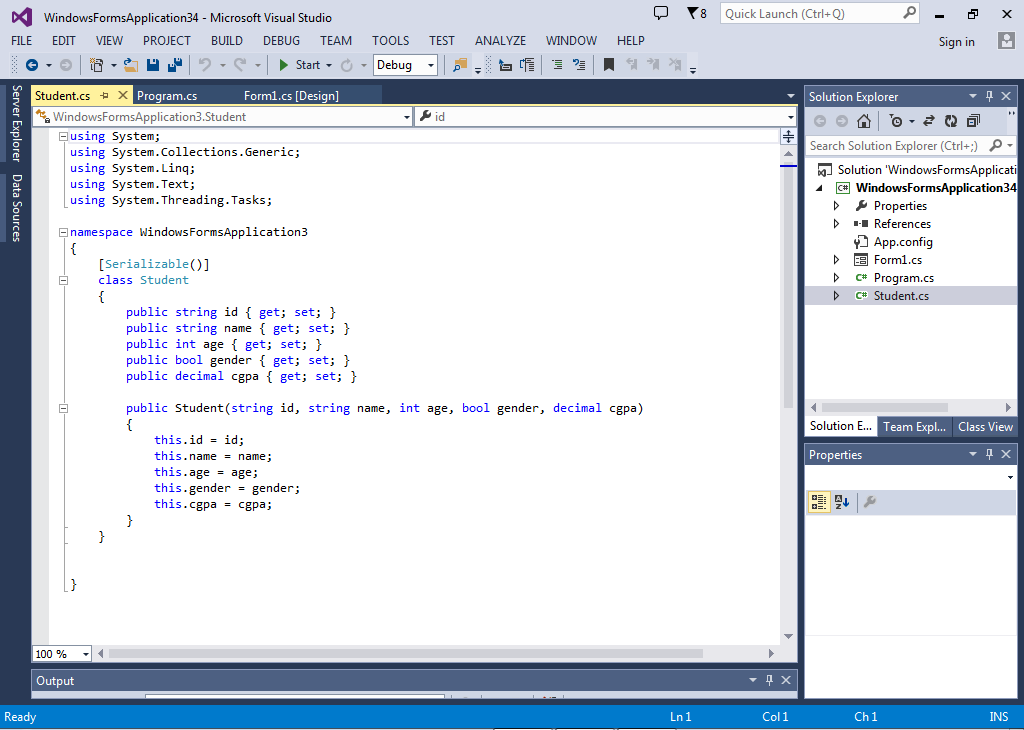 WindowsFormsApplication34 - Microsoft Visual Studio
8
Quick Launch (Ctrl+Q)
FILE EDIT VIEW PROJECT BUILD DEBUG TEAM TOOLS TEST ANALYZE WINDOW HELP
Sign in
Start
Debug
Server Explorer
Data Sources
Student.cs Program.cs Form1.cs [Design]
WindowsFormsApplication3.Student
id
using System;
using System.Collections.Generic;
using System.Linq;
using System.Text;
using System.Threading.Tasks;
namespace WindowsFormsApplication3
{
[Serializable()]
class Student
{
public string id { get; set; }
public string name { get; set; }
public int age { get; set; }
public bool gender { get; set; }
public decimal cgpa { get; set; }
public Student(string id, string name, int age, bool gender, decimal cgpa)
{
this.id = id;
this.name = name;
this.age = age;
this.gender = gender;
this.cgpa = cgpa;
}
}
}
100 %
Output
Solution Explorer
Search Solution Explorer (Ctrl+;)
Solution 'WindowsFormsApplicati
C# WindowsFormsApplication34
Properties
References
App.config
Form1.cs
C# Program.cs
C# Student.cs
Solution E... Team Expl... Class View
Properties
Ready
Ln 1
Col 1
Ch 1
INS